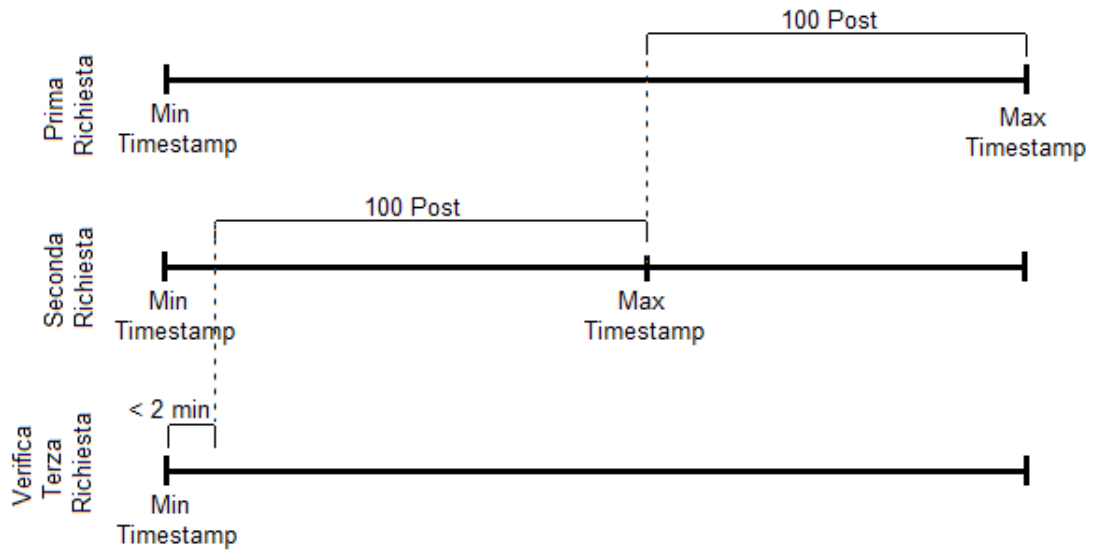 100 Post
Prima
Richiesta
Min
Timestamp
Max
Timestamp
100 Post
Seconda
Richiesta
Min
Timestamp
Max
Timestamp
< 2 min
Verifica
Terza
Richiesta
Min
Timestamp